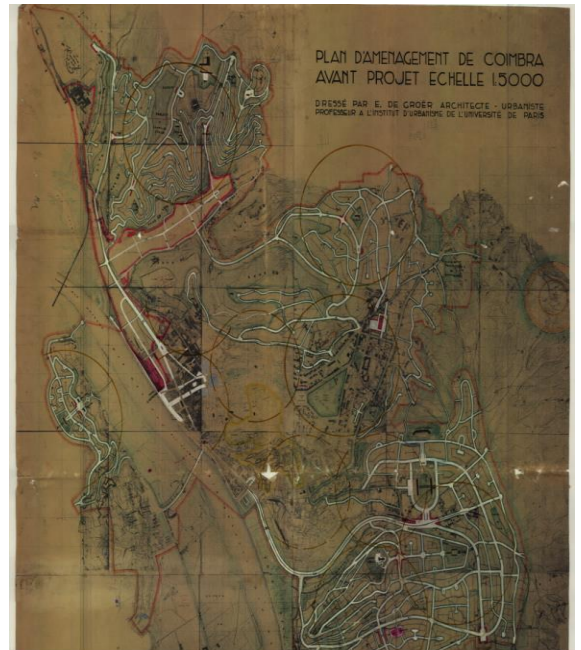 PLAN D'AMENAGEMENT DE COIMBRA
AVANT PROJET ECHELLE 1.5000
DRESSÉ PAR E. DE GROËR ARCHITECTE - URBANISTE
PROFESSEUR A L'INSTITUT D'URBANISME DE L'UNIVERSITÉ DE PARIS